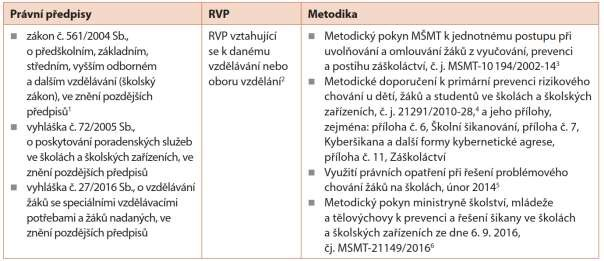 Právní předpisy
zákon č. 561/2004 Sb.,
o předškolním, základním,
středním, vyšším odborném
a dalším vzdělávání (školský
zákon), ve znění pozdějších
předpisů¹
vyhláška č. 72/2005 Sb.,
o poskytování poradenských služeb
ve školách a školských zařízeních, ve
znění pozdějších předpisů
vyhláška č. 27/2016 Sb., o vzdělávání
žáků se speciálními vzdělávacími
potřebami a žáků nadaných, ve
znění pozdějších předpisů
RVP
RVP vztahující
se k danému
vzdělávání nebo
oboru vzdělání²
Metodika
Metodický pokyn MŠMT k jednotnému postupu při
uvolňování a omlouvání žáků z vyučování, prevenci
a postihu záškoláctví, č. j. MSMT-10 194/2002-14³
Metodické doporučení k primární prevenci rizikového
chování u dětí, žáků a studentů ve školách a školských
zařízeních, č. j. 21291/2010-28,⁴ a jeho přílohy,
zejména: příloha č. 6, Školní šikanování, příloha č. 7,
Kyberšikana a další formy kybernetické agrese,
příloha č. 11, Záškoláctví
Využití právních opatření při řešení problémového
chování žáků na školách, únor 2014⁵
Metodický pokyn ministryně školství, mládeže
a tělovýchovy k prevenci a řešení šikany ve školách
a školských zařízeních ze dne 6. 9. 2016,
čj. MSMT-21149/2016⁶